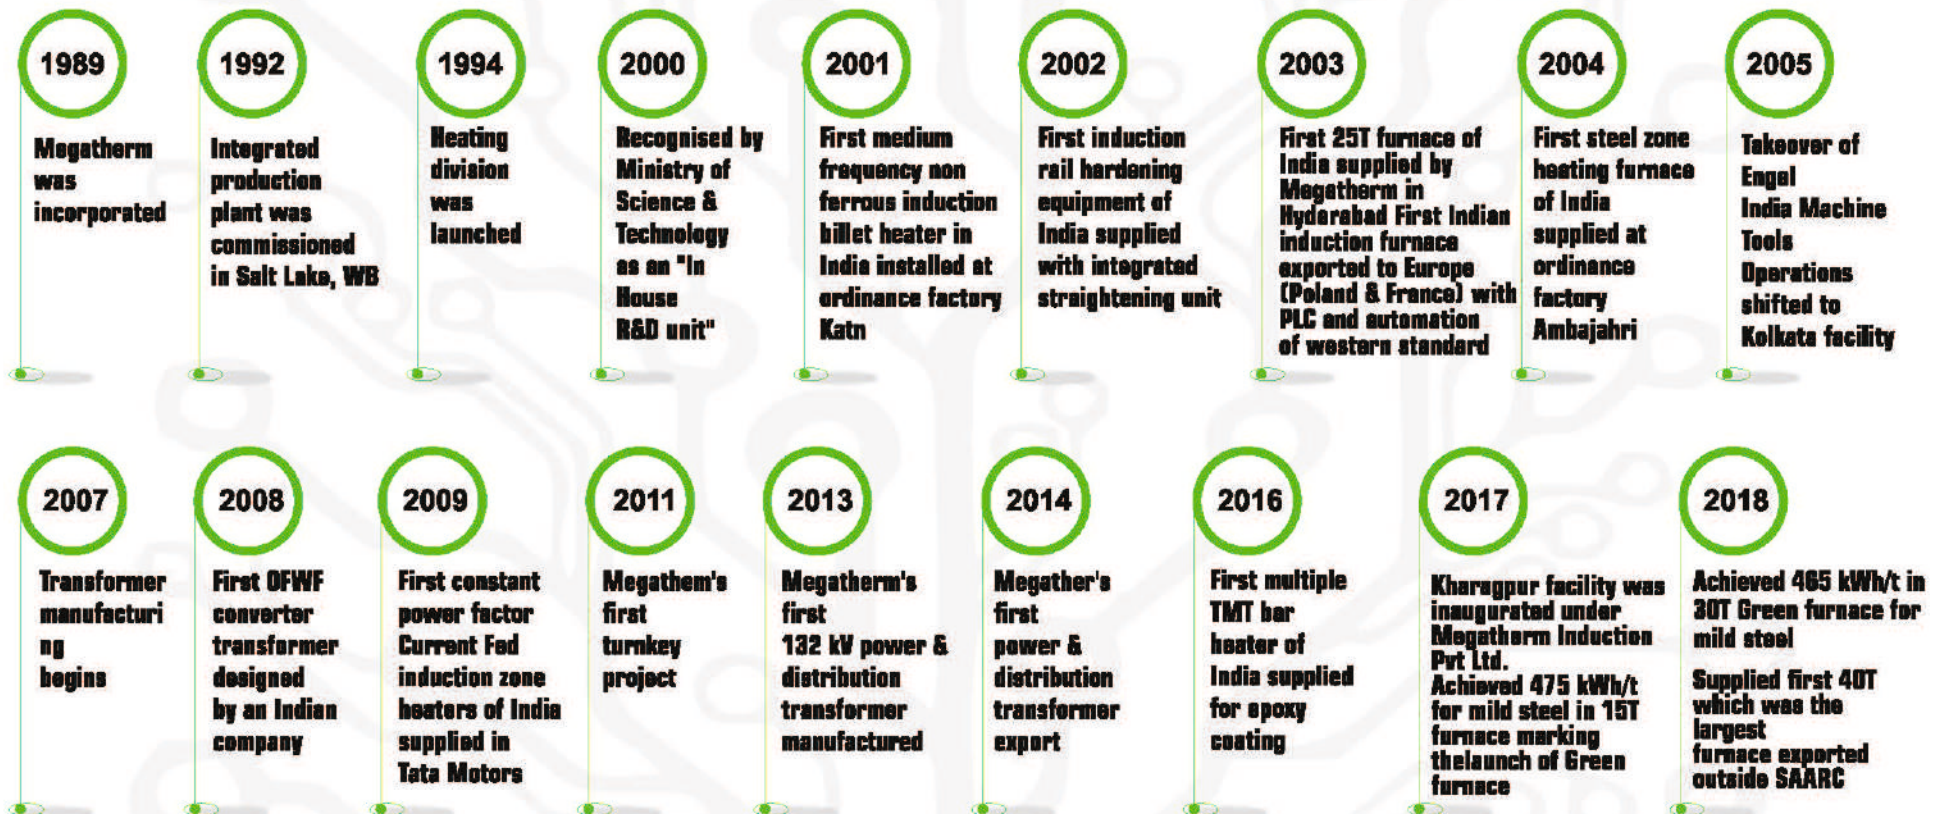 1989
Megatherm
was
incorporated
1992
Integrated
production
plant was
commissioned
in Salt Lake, WB
1994
Heating
division
was
launched
2000
Recognised by
Ministry of
Science &
Technology
as an "In
House
R&D unit"
2001
First medium
frequency non
ferrous induction
billet heater in
India installed at
ordinance factory
Katn
2002
First induction
rail hardening
equipment of
India supplied
with integrated
straightening unit
2003
First 25T furnace of
India supplied by
Megatherm in
Hyderabad First Indian
induction furnace
exported to Europe
(Poland & France) with
PLC and automation
of western standard
2004
First steel zone
heating furnace
of India
supplied at
ordinance
factory
Ambajahri
2005
Takeover of
Engel
India Machine
Tools
Operations
shifted to
Kolkata facility
2007
Transformer
manufacturi
ng
begins
2008
First OFWF
converter
transformer
designed
by an Indian
company
2009
First constant
power factor
Current Fed
induction zone
heaters of India
supplied in
Tata Motors
2011
Megathem's
first
turnkey
project
2013
Megatherm's
first
132 kV power &
distribution
transformer
manufactured
2014
Megather's
first
power &
distribution
transformer
export
2016
First multiple
TMT bar
heater of
India supplied
for epoxy
coating
2017
Kharagpur facility was
inaugurated under
Megatherm Induction
Pvt Ltd.
Achieved 475 kWh/t
for mild steel in 15T
furnace marking
thelaunch of Green
furnace
2018
Achieved 465 kWh/t in
30T Green furnace for
mild steel
Supplied first 40T
which was the
largest
furnace exported
outside SAARC